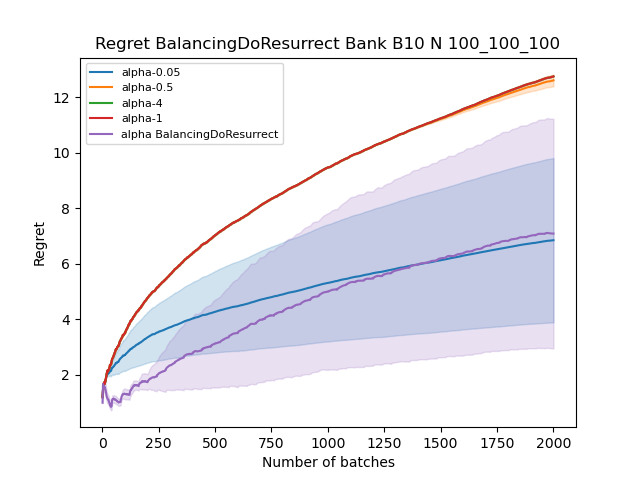 Regret BalancingDoResurrect Bank B10 N 100_100_100
alpha-0.05
alpha-0.5
alpha-4
alpha-1
alpha BalancingDoResurrect
Regret
12
10
8
6
4
2
0 250 500 750 1000 1250 1500 1750 2000
Number of batches